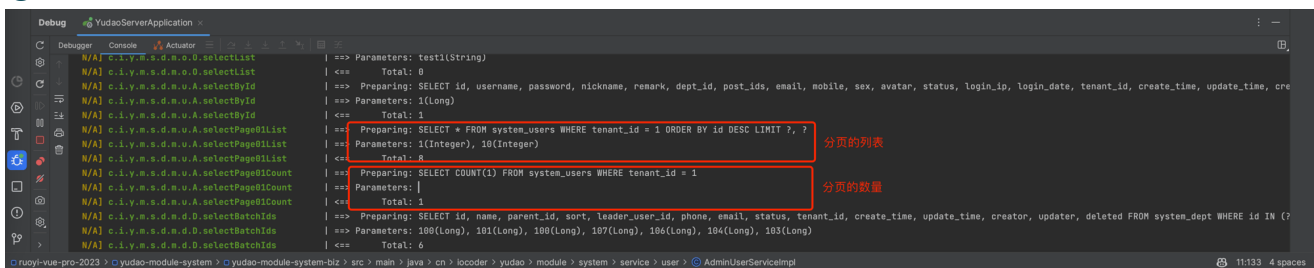 Debug YudaoServerApplication ×
Debugger Console Actuator
N/A] c.i.y.m.s.d.m.o.O.selectList | ==> Parameters: test1(String)
N/A] c.i.y.m.s.d.m.o.O.selectList | <== Total: 0
N/A] c.i.y.m.s.d.m.u.A.selectById | ==> Preparing: SELECT id, username, password, nickname, remark, dept_id, post_ids, email, mobile, sex, avatar, status, login_ip, login_date, tenant_id, create_time, update_time, cre
N/A] c.i.y.m.s.d.m.u.A.selectById | ==> Parameters: 1(Long)
N/A] c.i.y.m.s.d.m.u.A.selectById | <== Total: 1
N/A] c.i.y.m.s.d.m.u.A.selectPage01List | ==> Preparing: SELECT * FROM system_users WHERE tenant_id = 1 ORDER BY id DESC LIMIT ?, ?
N/A] c.i.y.m.s.d.m.u.A.selectPage01List | ==> Parameters: 1(Integer), 10(Integer) 分页的列表
N/A] c.i.y.m.s.d.m.u.A.selectPage01List | <== Total: 8
N/A] c.i.y.m.s.d.m.u.A.selectPage01Count | ==> Preparing: SELECT COUNT(1) FROM system_users WHERE tenant_id = 1
N/A] c.i.y.m.s.d.m.u.A.selectPage01Count | ==> Parameters: 分页的数量
N/A] c.i.y.m.s.d.m.u.A.selectPage01Count | <== Total: 1
N/A] c.i.y.m.s.d.m.d.D.selectBatchIds | ==> Preparing: SELECT id, name, parent_id, sort, leader_user_id, phone, email, status, tenant_id, create_time, update_time, creator, updater, deleted FROM system_dept WHERE id IN (?
N/A] c.i.y.m.s.d.m.d.D.selectBatchIds | ==> Parameters: 100(Long), 101(Long), 108(Long), 107(Long), 106(Long), 104(Long), 103(Long)
N/A] c.i.y.m.s.d.m.d.D.selectBatchIds | <== Total: 6
ruoyi-vue-pro-2023 > yudao-module-system > yudao-module-system-biz > src > main > java > cn > iocoder > yudao > module > system > service > user > AdminUserServiceImpl 11:133 4 spaces